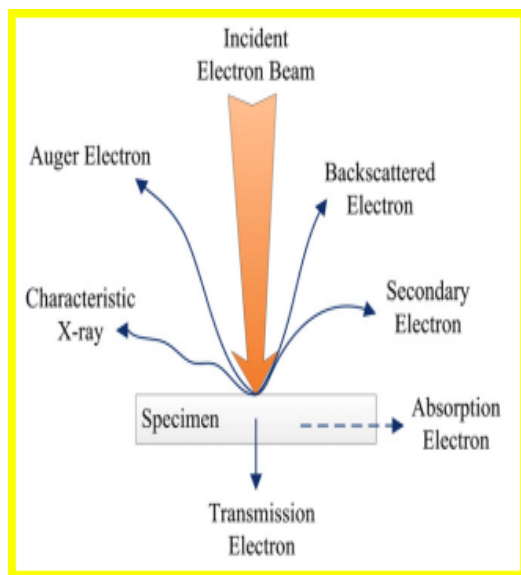 Incident
Electron Beam
Auger Electron
Backscattered
Electron
Characteristic
X-ray
Secondary
Electron
Specimen
Absorption
Electron
Transmission
Electron